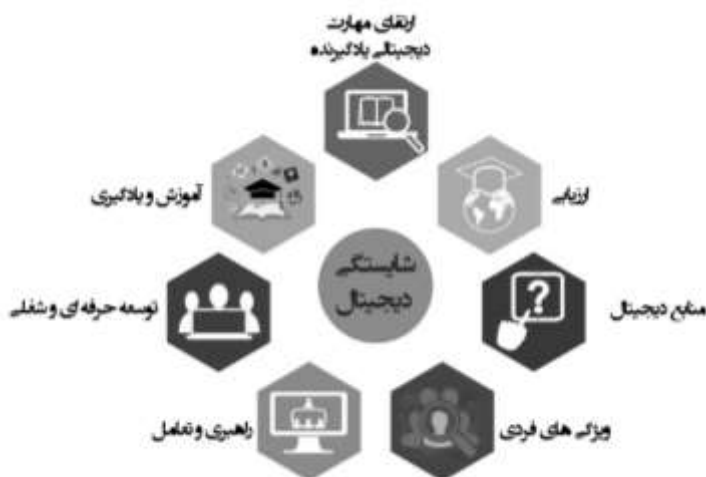 ارتقای مهارت
دیجیتالی یادگیرنده
ارزیابی
آموزش و یادگیری
شایستگی
دیجیتال
منابع دیجیتال
توسعه حرفه ای و شغلی
ویژگی های فردی
راهبری و تعامل